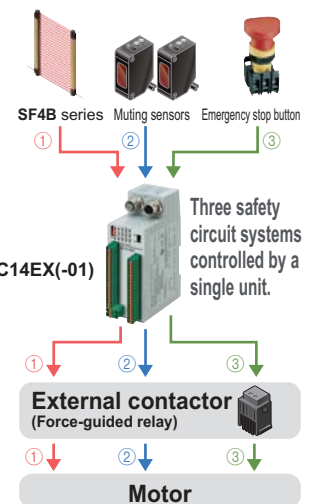 SF4B series Muting sensors Emergency stop button
① ② ③
Three safety
circuit systems
controlled by a
single unit.
C14EX(-01)
① ② ③
External contactor
(Force-guided relay)
① ② ③
Motor